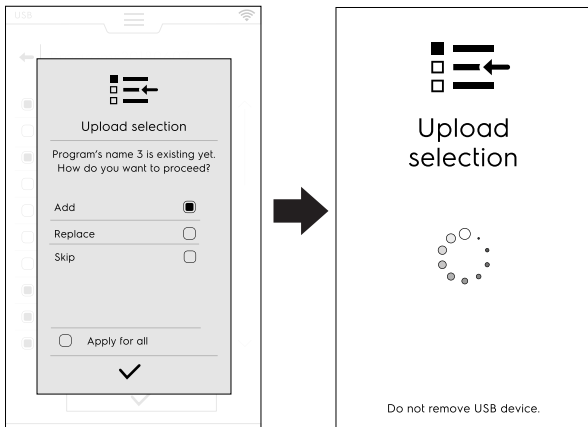 USB
Upload selection
Program's name 3 is existing yet.
How do you want to proceed?
Add
Replace
Skip
Apply for all
Upload
selection
Do not remove USB device.